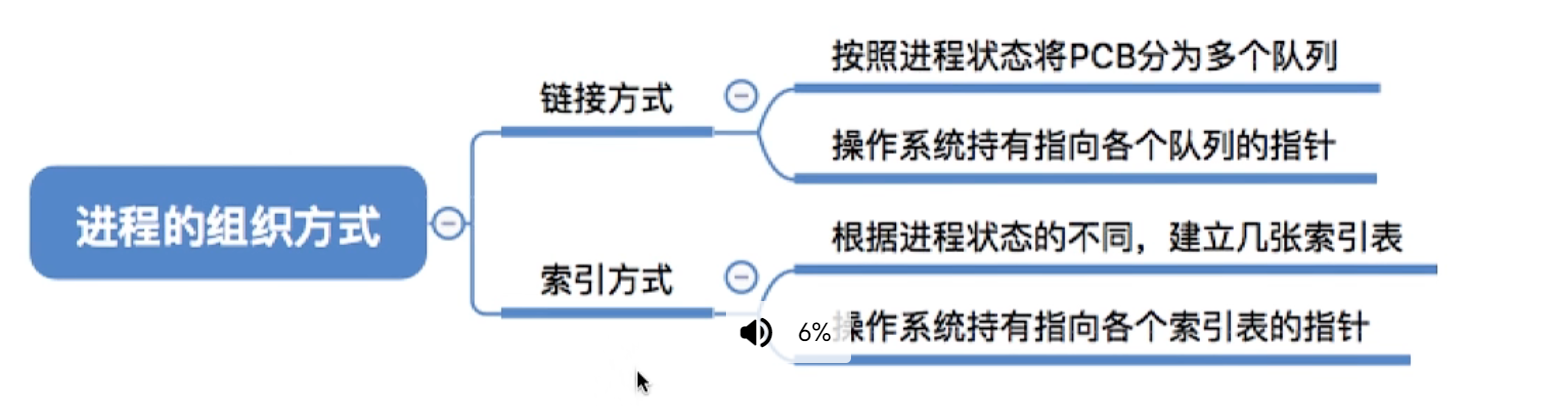 按照进程状态将PCB分为多个队列
链接方式
操作系统持有指向各个队列的指针
进程的组织方式
根据进程状态的不同，建立几张索引表
索引方式
操作系统持有指向各个索引表的指针
6%